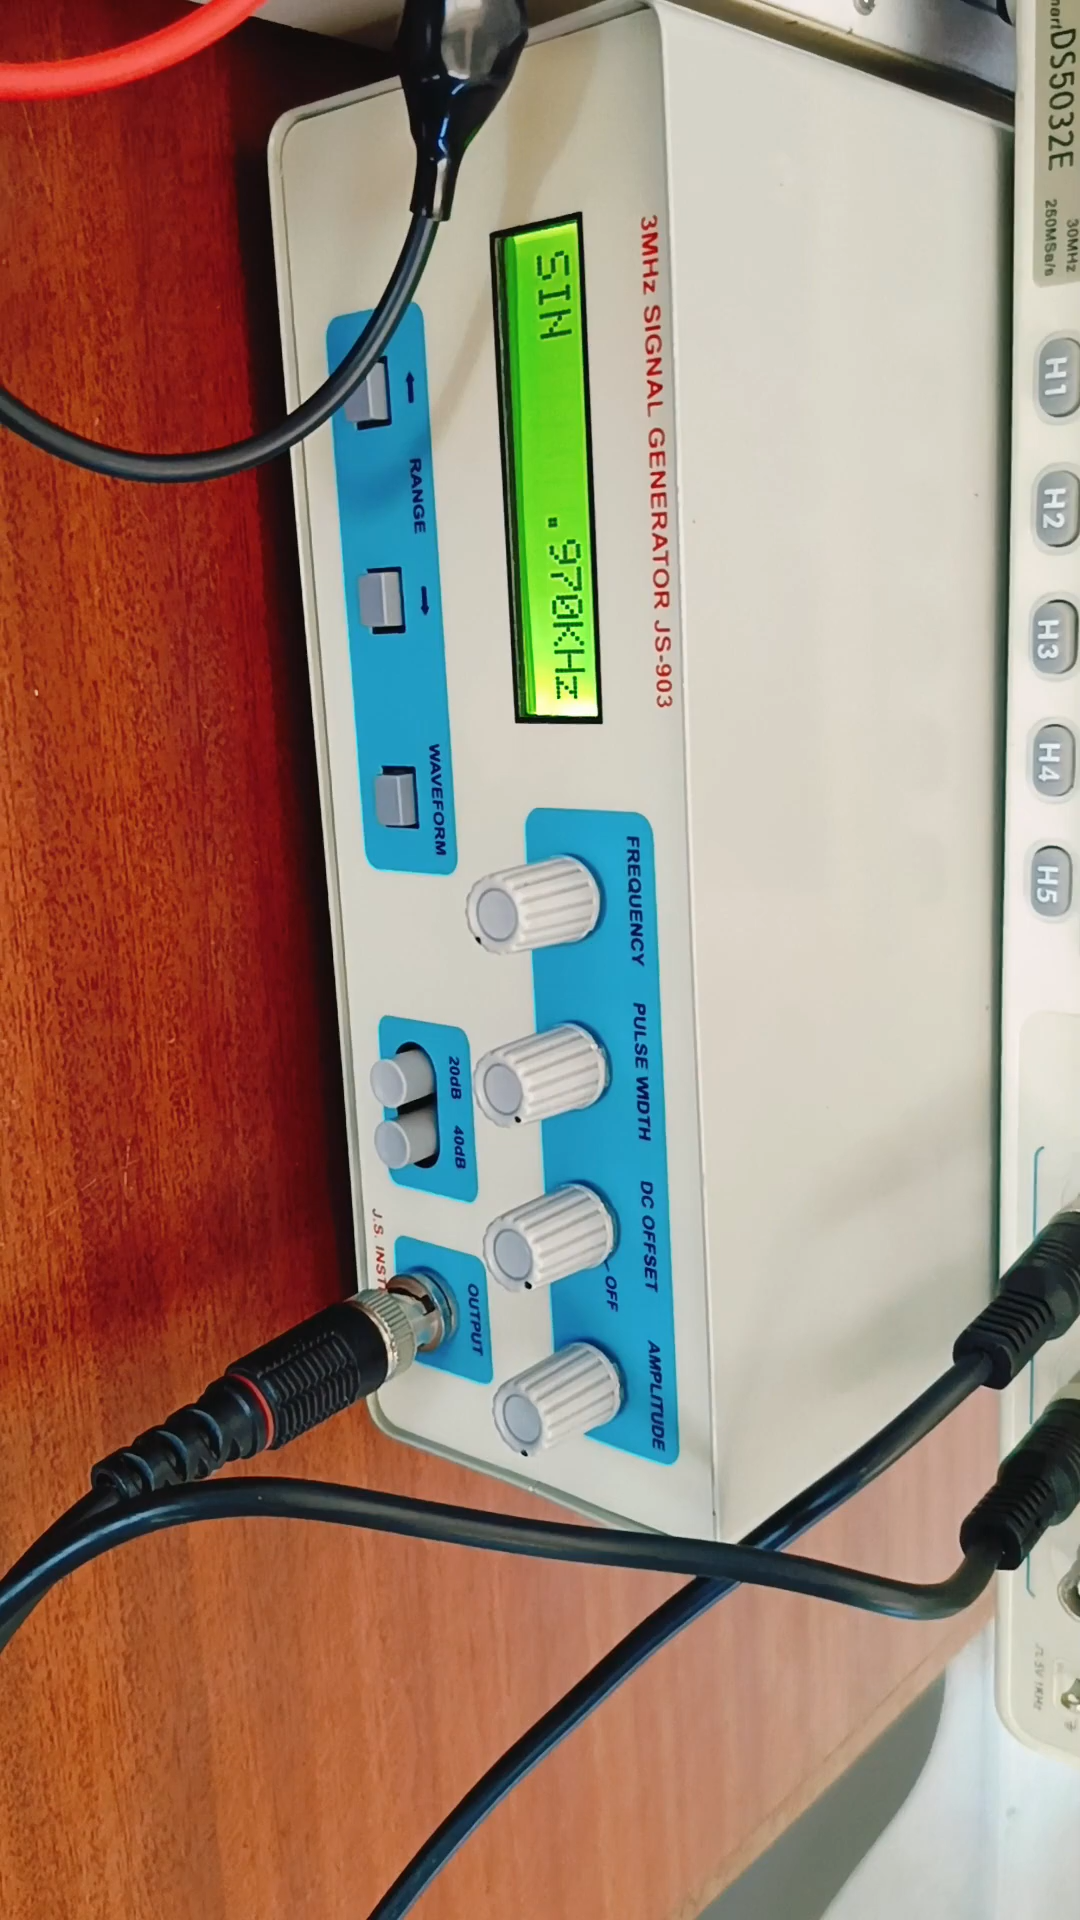 3MHz SIGNAL GENERATOR JS-903
SIN .970KHz
← RANGE →
WAVEFORM
FREQUENCY
PULSE WIDTH
DC OFFSET
OFF
AMPLITUDE
20dB
40dB
OUTPUT
J.S. INST
DS5032E
30MHz
250MSa/s
H1
H2
H3
H4
H5